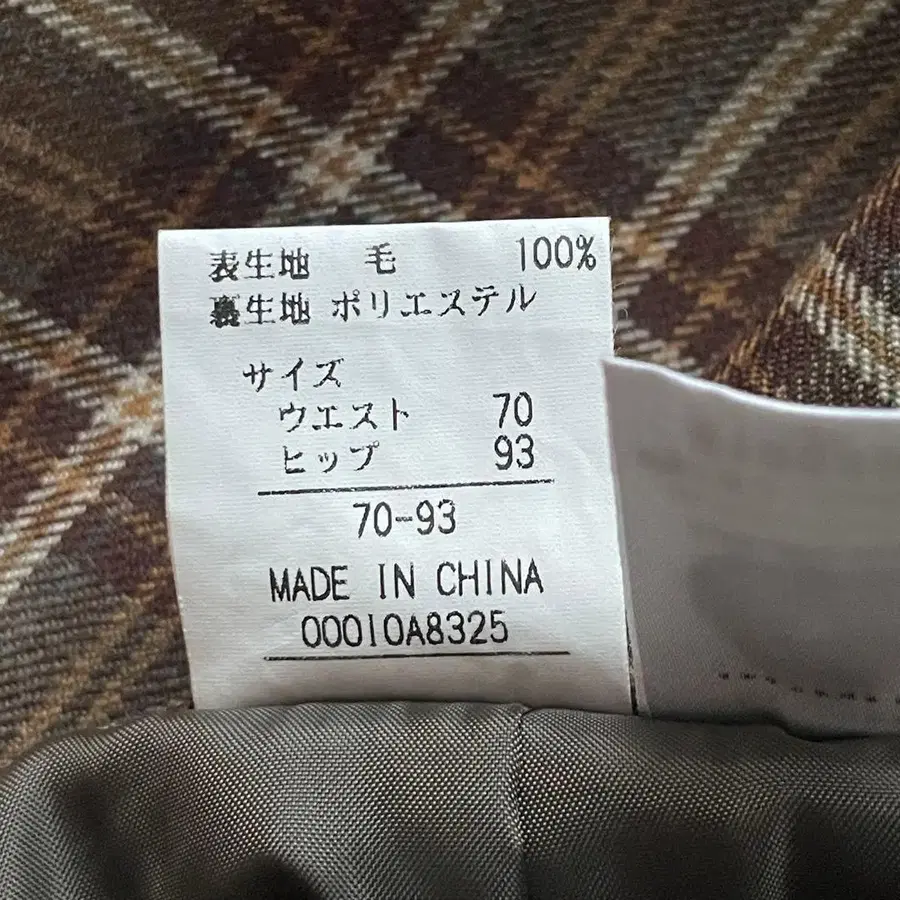 表生地 毛 100%
裏生地 ポリエステル
サイズ
ウエスト 70
ヒップ 93
70-93
MADE IN CHINA
00010A8325